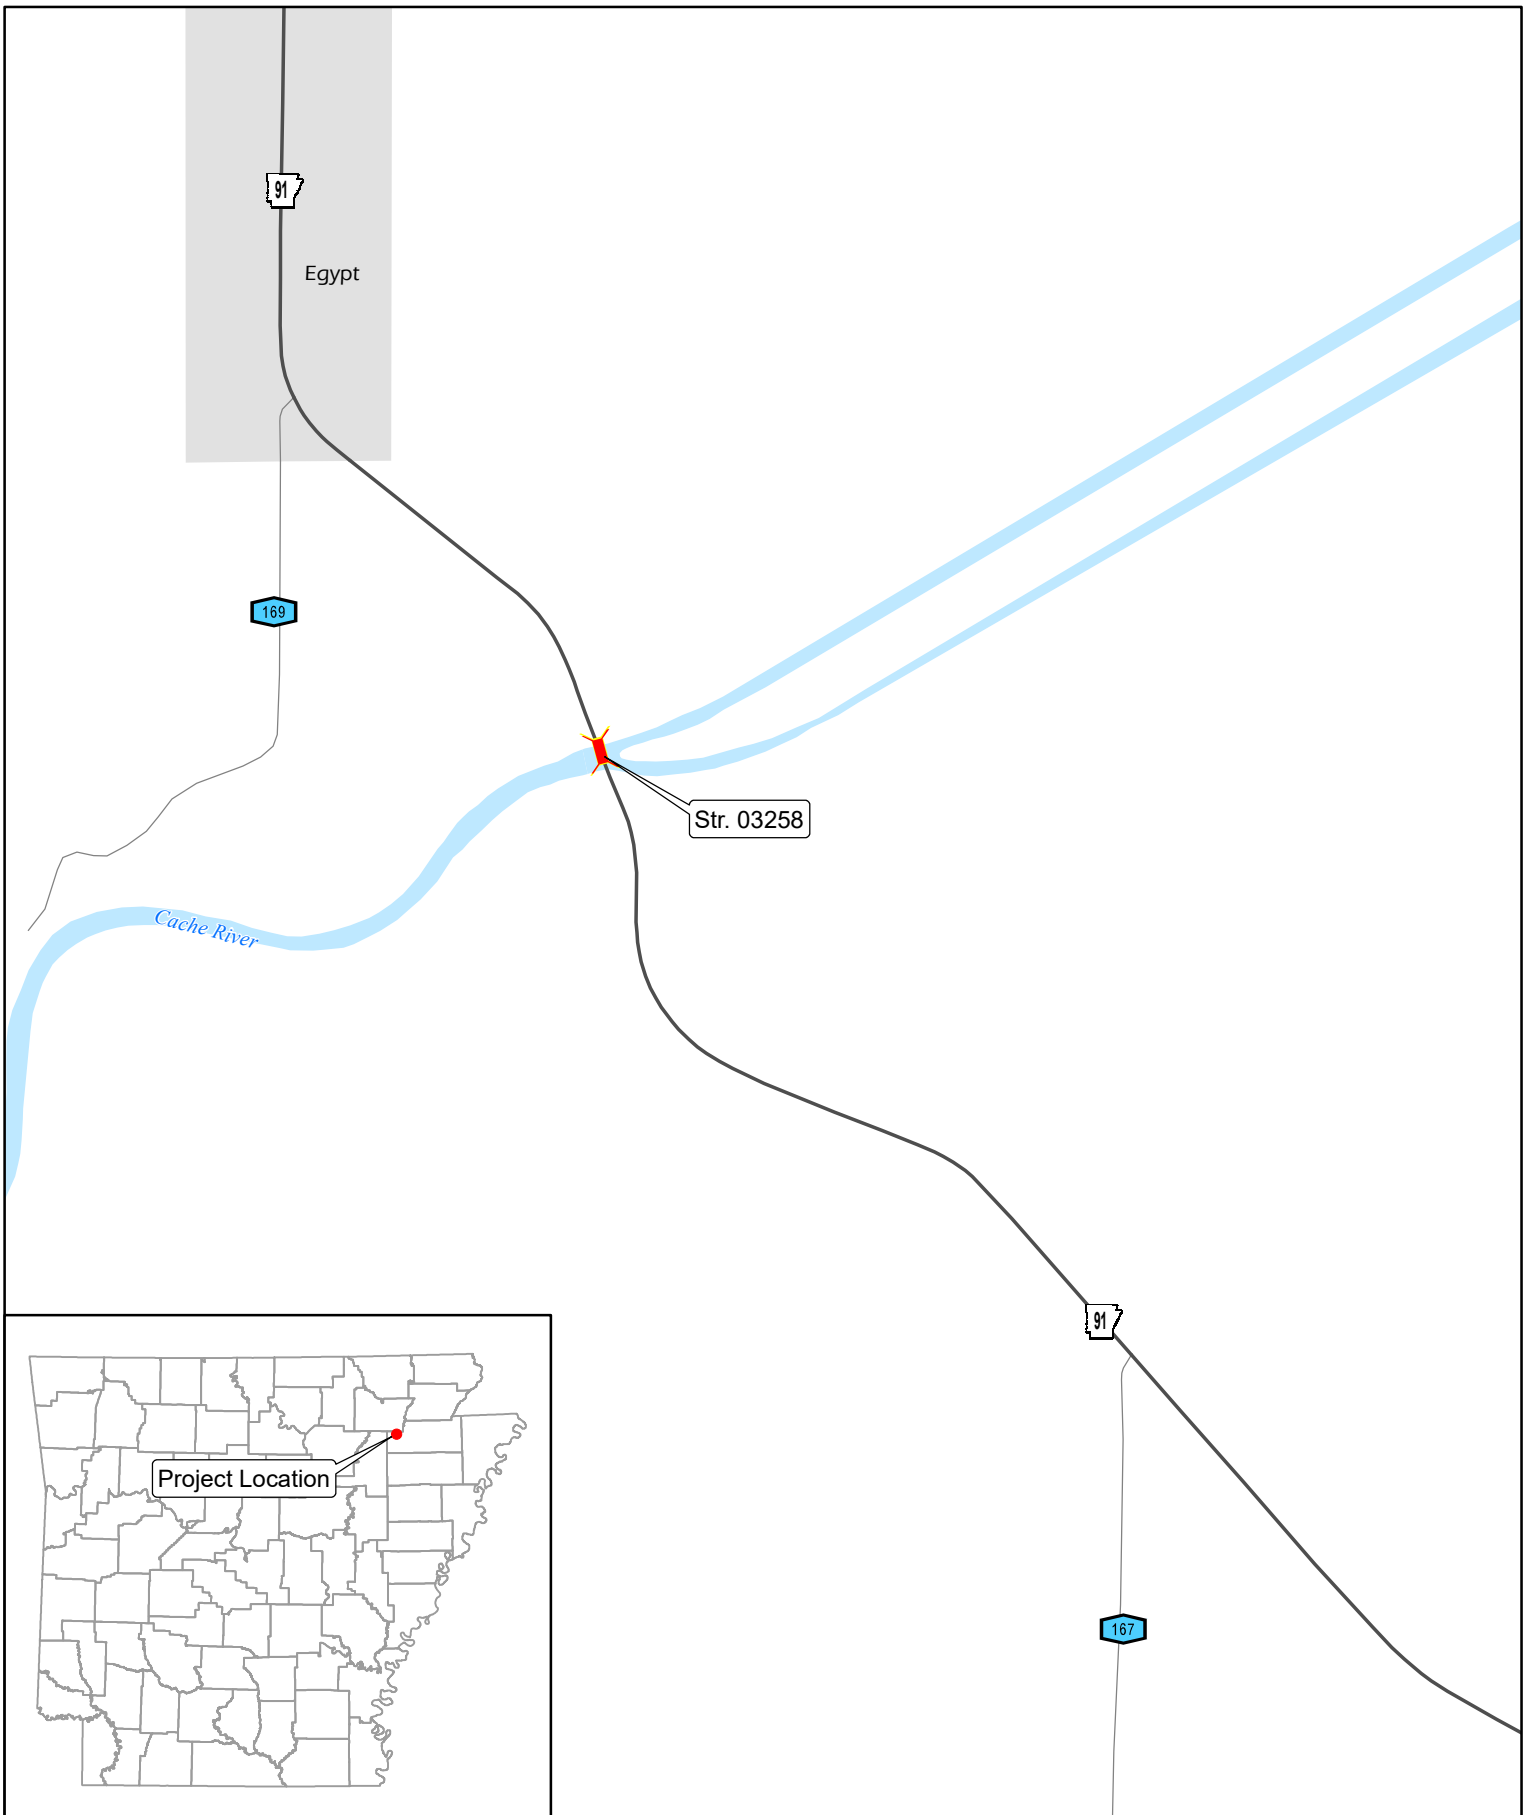 91
Egypt
169
Str. 03258
Cache River
91
Project Location
167